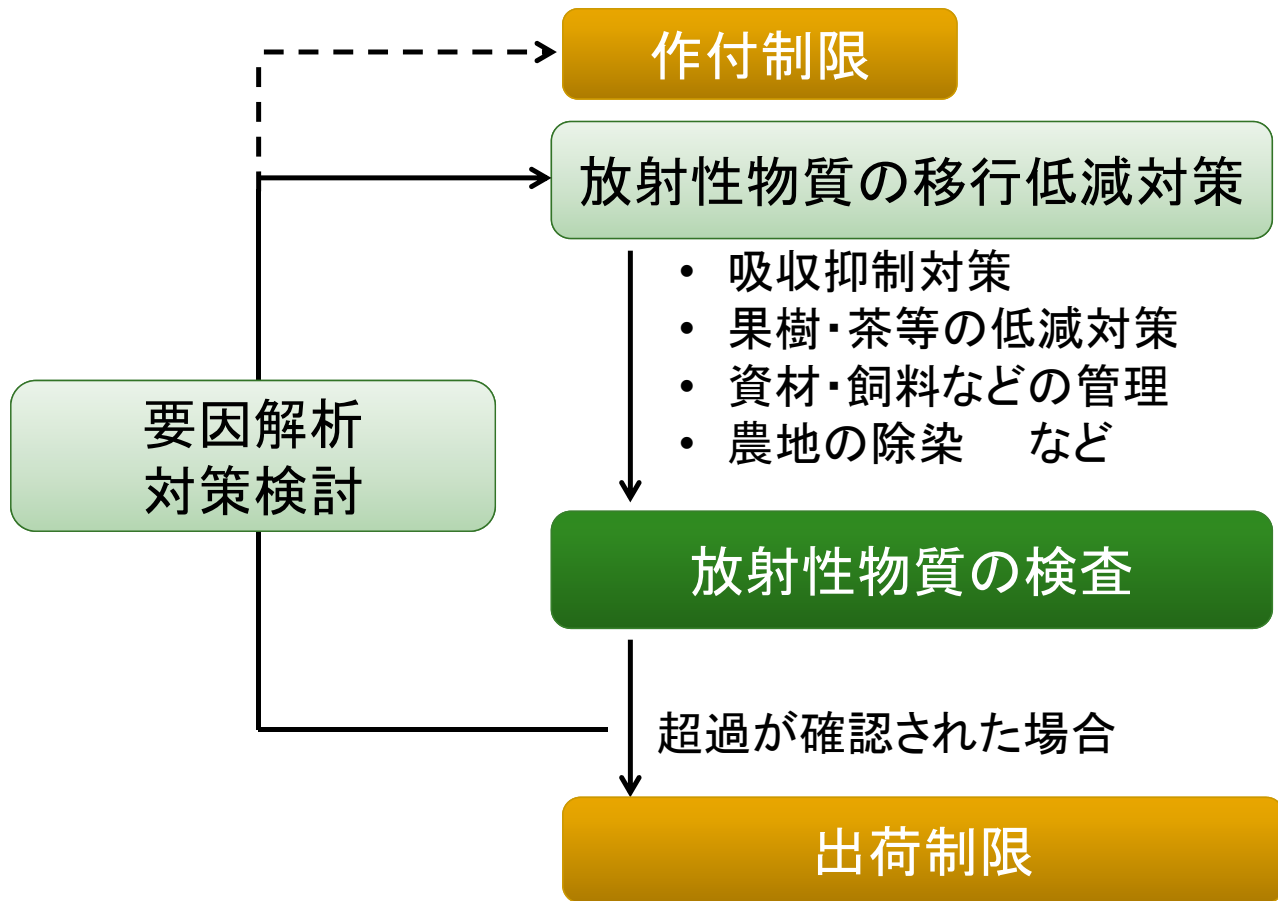 作付制限
放射性物質の移行低減対策
• 吸収抑制対策
• 果樹・茶等の低減対策
• 資材・飼料などの管理
• 農地の除染　など
要因解析
対策検討
放射性物質の検査
超過が確認された場合
出荷制限